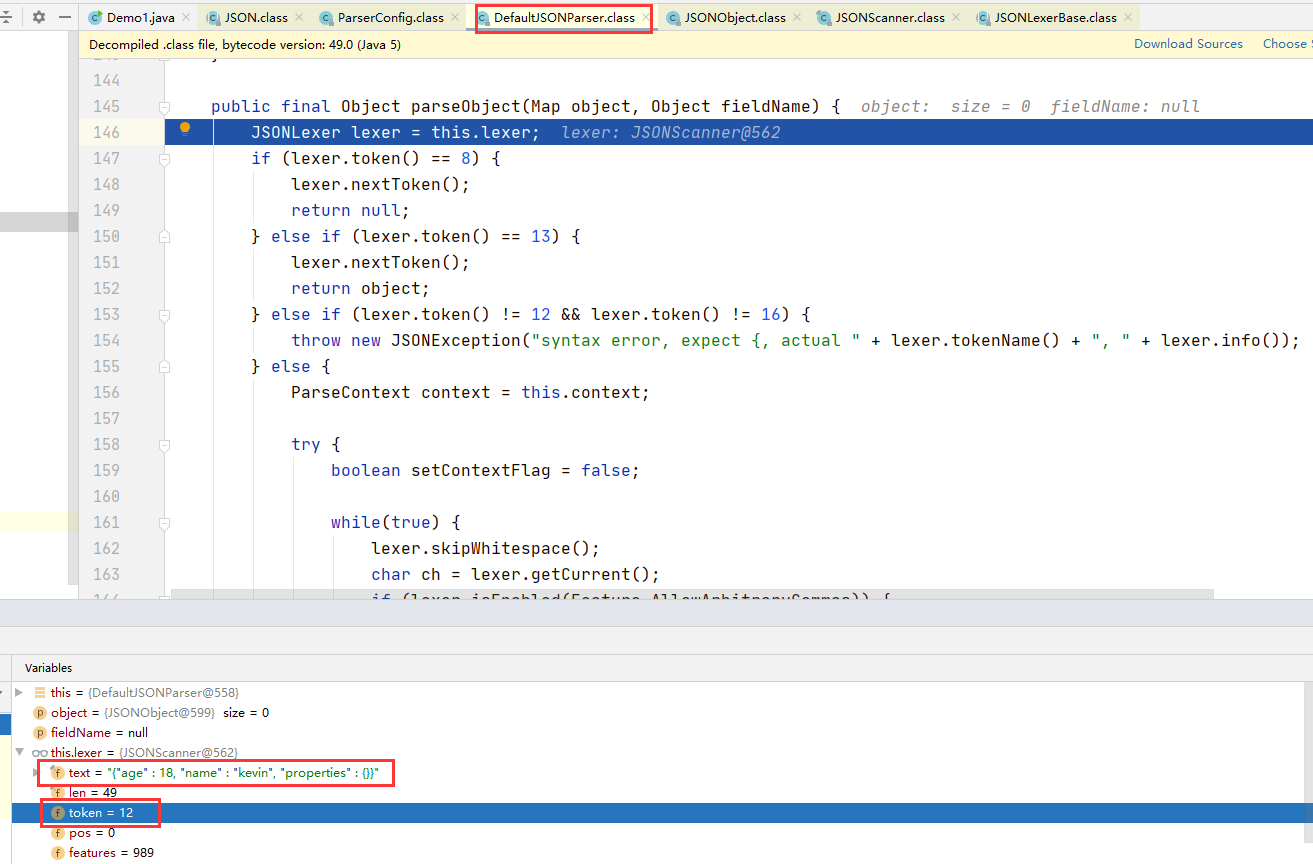 Demo1.java JSON.class ParserConfig.class DefaultJSONParser.class JSONObject.class JSONScanner.class JSONLexerBase.class
Decompiled .class file, bytecode version: 49.0 (Java 5) Download Sources Choose
144
145 public final Object parseObject(Map object, Object fieldName) { object: size = 0 fieldName: null
146 JSONLexer lexer = this.lexer; lexer: JSONScanner@562
147 if (lexer.token() == 8) {
148 lexer.nextToken();
149 return null;
150 } else if (lexer.token() == 13) {
151 lexer.nextToken();
152 return object;
153 } else if (lexer.token() != 12 && lexer.token() != 16) {
154 throw new JSONException("syntax error, expect {, actual " + lexer.tokenName() + ", " + lexer.info());
155 } else {
156 ParseContext context = this.context;
157
158 try {
159 boolean setContextFlag = false;
160
161 while(true) {
162 lexer.skipWhitespace();
163 char ch = lexer.getCurrent();
Variables
this = {DefaultJSONParser@558}
object = {JSONObject@599} size = 0
fieldName = null
this.lexer = {JSONScanner@562}
text = "{"age" : 18, "name" : "kevin", "properties" : {}}"
len = 49
token = 12
pos = 0
features = 989